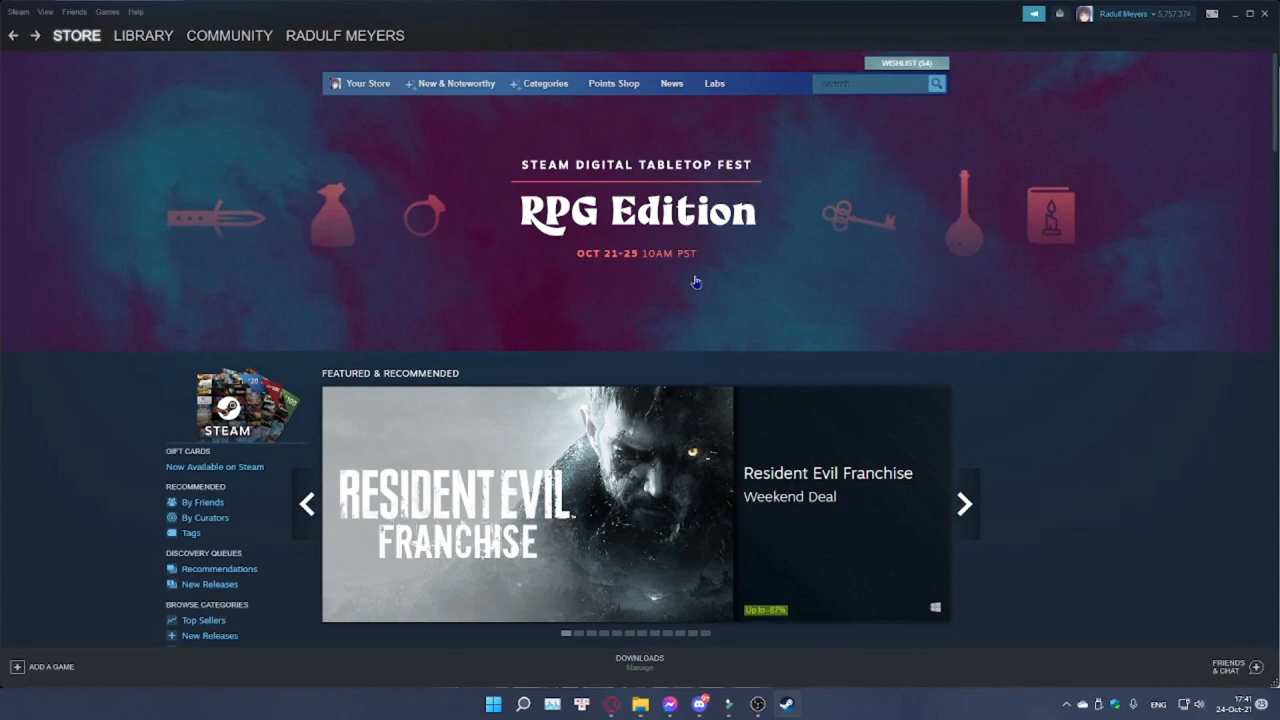 Steam View Friends Games Help
Radulf Meyers 5,757.37₴
STORE LIBRARY COMMUNITY RADULF MEYERS
WISHLIST (54)
Your Store New & Noteworthy Categories Points Shop News Labs search
STEAM DIGITAL TABLETOP FEST
RPG Edition
OCT 21-25 10AM PST
FEATURED & RECOMMENDED
STEAM
GIFT CARDS
Now Available on Steam
RECOMMENDED
By Friends
By Curators
Tags
DISCOVERY QUEUES
Recommendations
New Releases
BROWSE CATEGORIES
Top Sellers
New Releases
RESIDENT EVIL
FRANCHISE
Resident Evil Franchise
Weekend Deal
Up to -87%
ADD A GAME
DOWNLOADS
Manage
FRIENDS
& CHAT
ENG
17:41
24-Oct-21